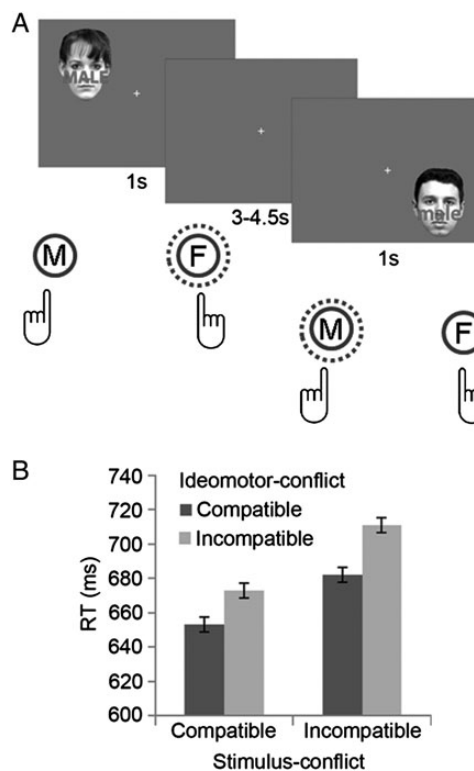 A
MALE
1s
3-4.5s
male
1s
M
F
M
F
B
740
720
700
680
660
640
620
600
RT (ms)
Ideomotor-conflict
Compatible
Incompatible
Compatible
Incompatible
Stimulus-conflict